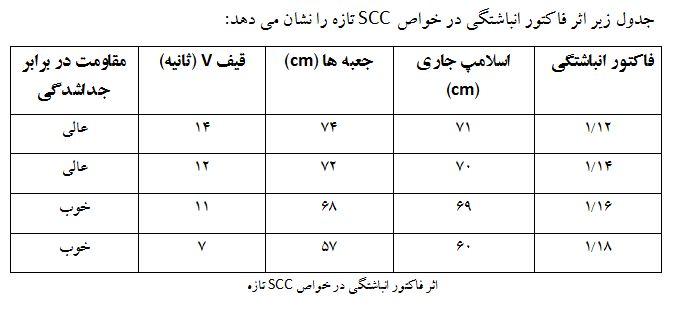 جدول زیر اثر فاکتور انباشتگی در خواص SCC تازه را نشان می دهد:
فاکتور انباشتگی اسلامپ جاری (cm) جعبه ها (cm) قیف V (ثانیه) مقاومت در برابر جداشدگی
۱/۱۲ ۷۱ ۷۴ ۱۴ عالی
۱/۱۴ ۷۰ ۷۲ ۱۲ عالی
۱/۱۶ ۶۹ ۶۸ ۱۱ خوب
۱/۱۸ ۶۰ ۵۷ ۷ خوب
اثر فاکتور انباشتگی در خواص SCC تازه